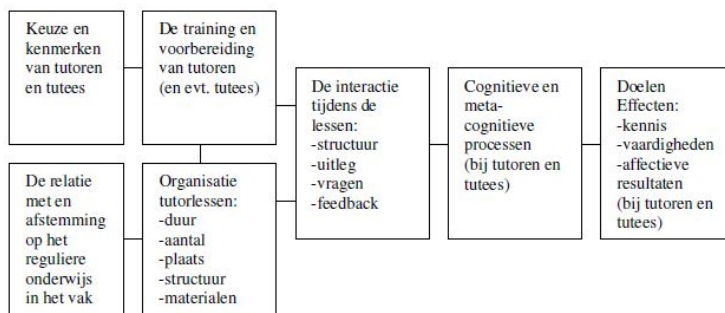 Keuze en
kenmerken
van tutoren
en tutees
De training en
voorbereiding
van tutoren
(en evt. tutees)
De interactie
tijdens de
lessen:
-structuur
-uitleg
-vragen
-feedback
Cognitieve en
meta-
cognitieve
processen
(bij tutoren en
tutees)
Doelen
Effecten:
-kennis
-vaardigheden
-affectieve
resultaten
(bij tutoren en
tutees)
De relatie
met en
afstemming
op het
reguliere
onderwijs
in het vak
Organisatie
tutorlessen:
-duur
-aantal
-plaats
-structuur
-materialen